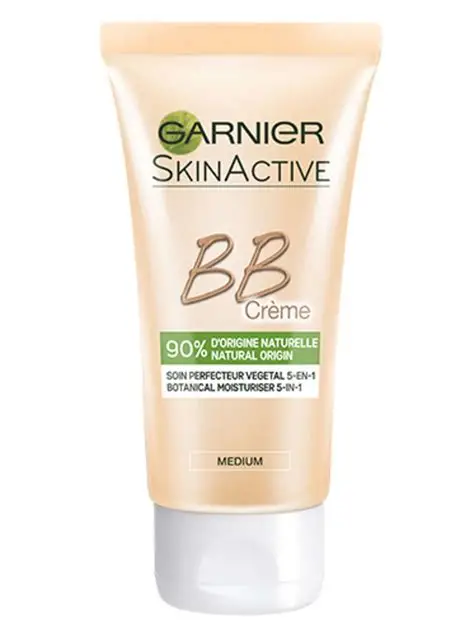 GARNIER
SKINACTIVE
BB
Crème
90% D'ORIGINE NATURELLE
NATURAL ORIGIN
SOIN PERFECTEUR VEGETAL 5-EN-1
BOTANICAL MOISTURISER 5-IN-1
MEDIUM